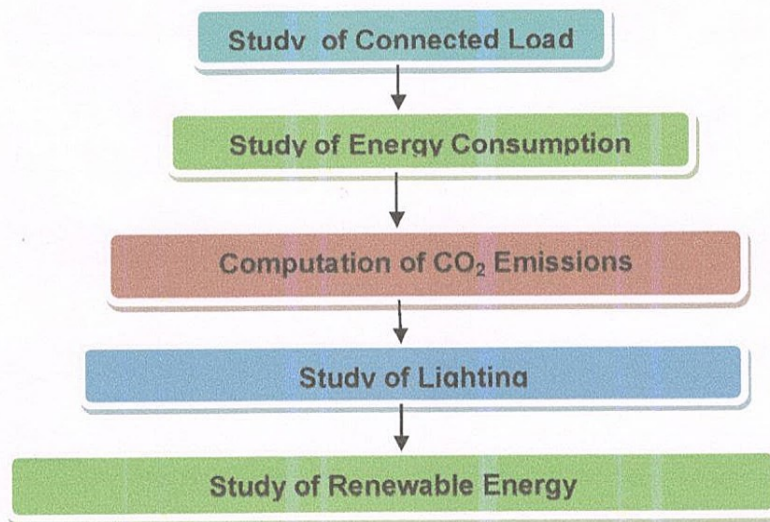 Study of Connected Load
Study of Energy Consumption
Computation of CO₂ Emissions
Study of Lighting
Study of Renewable Energy